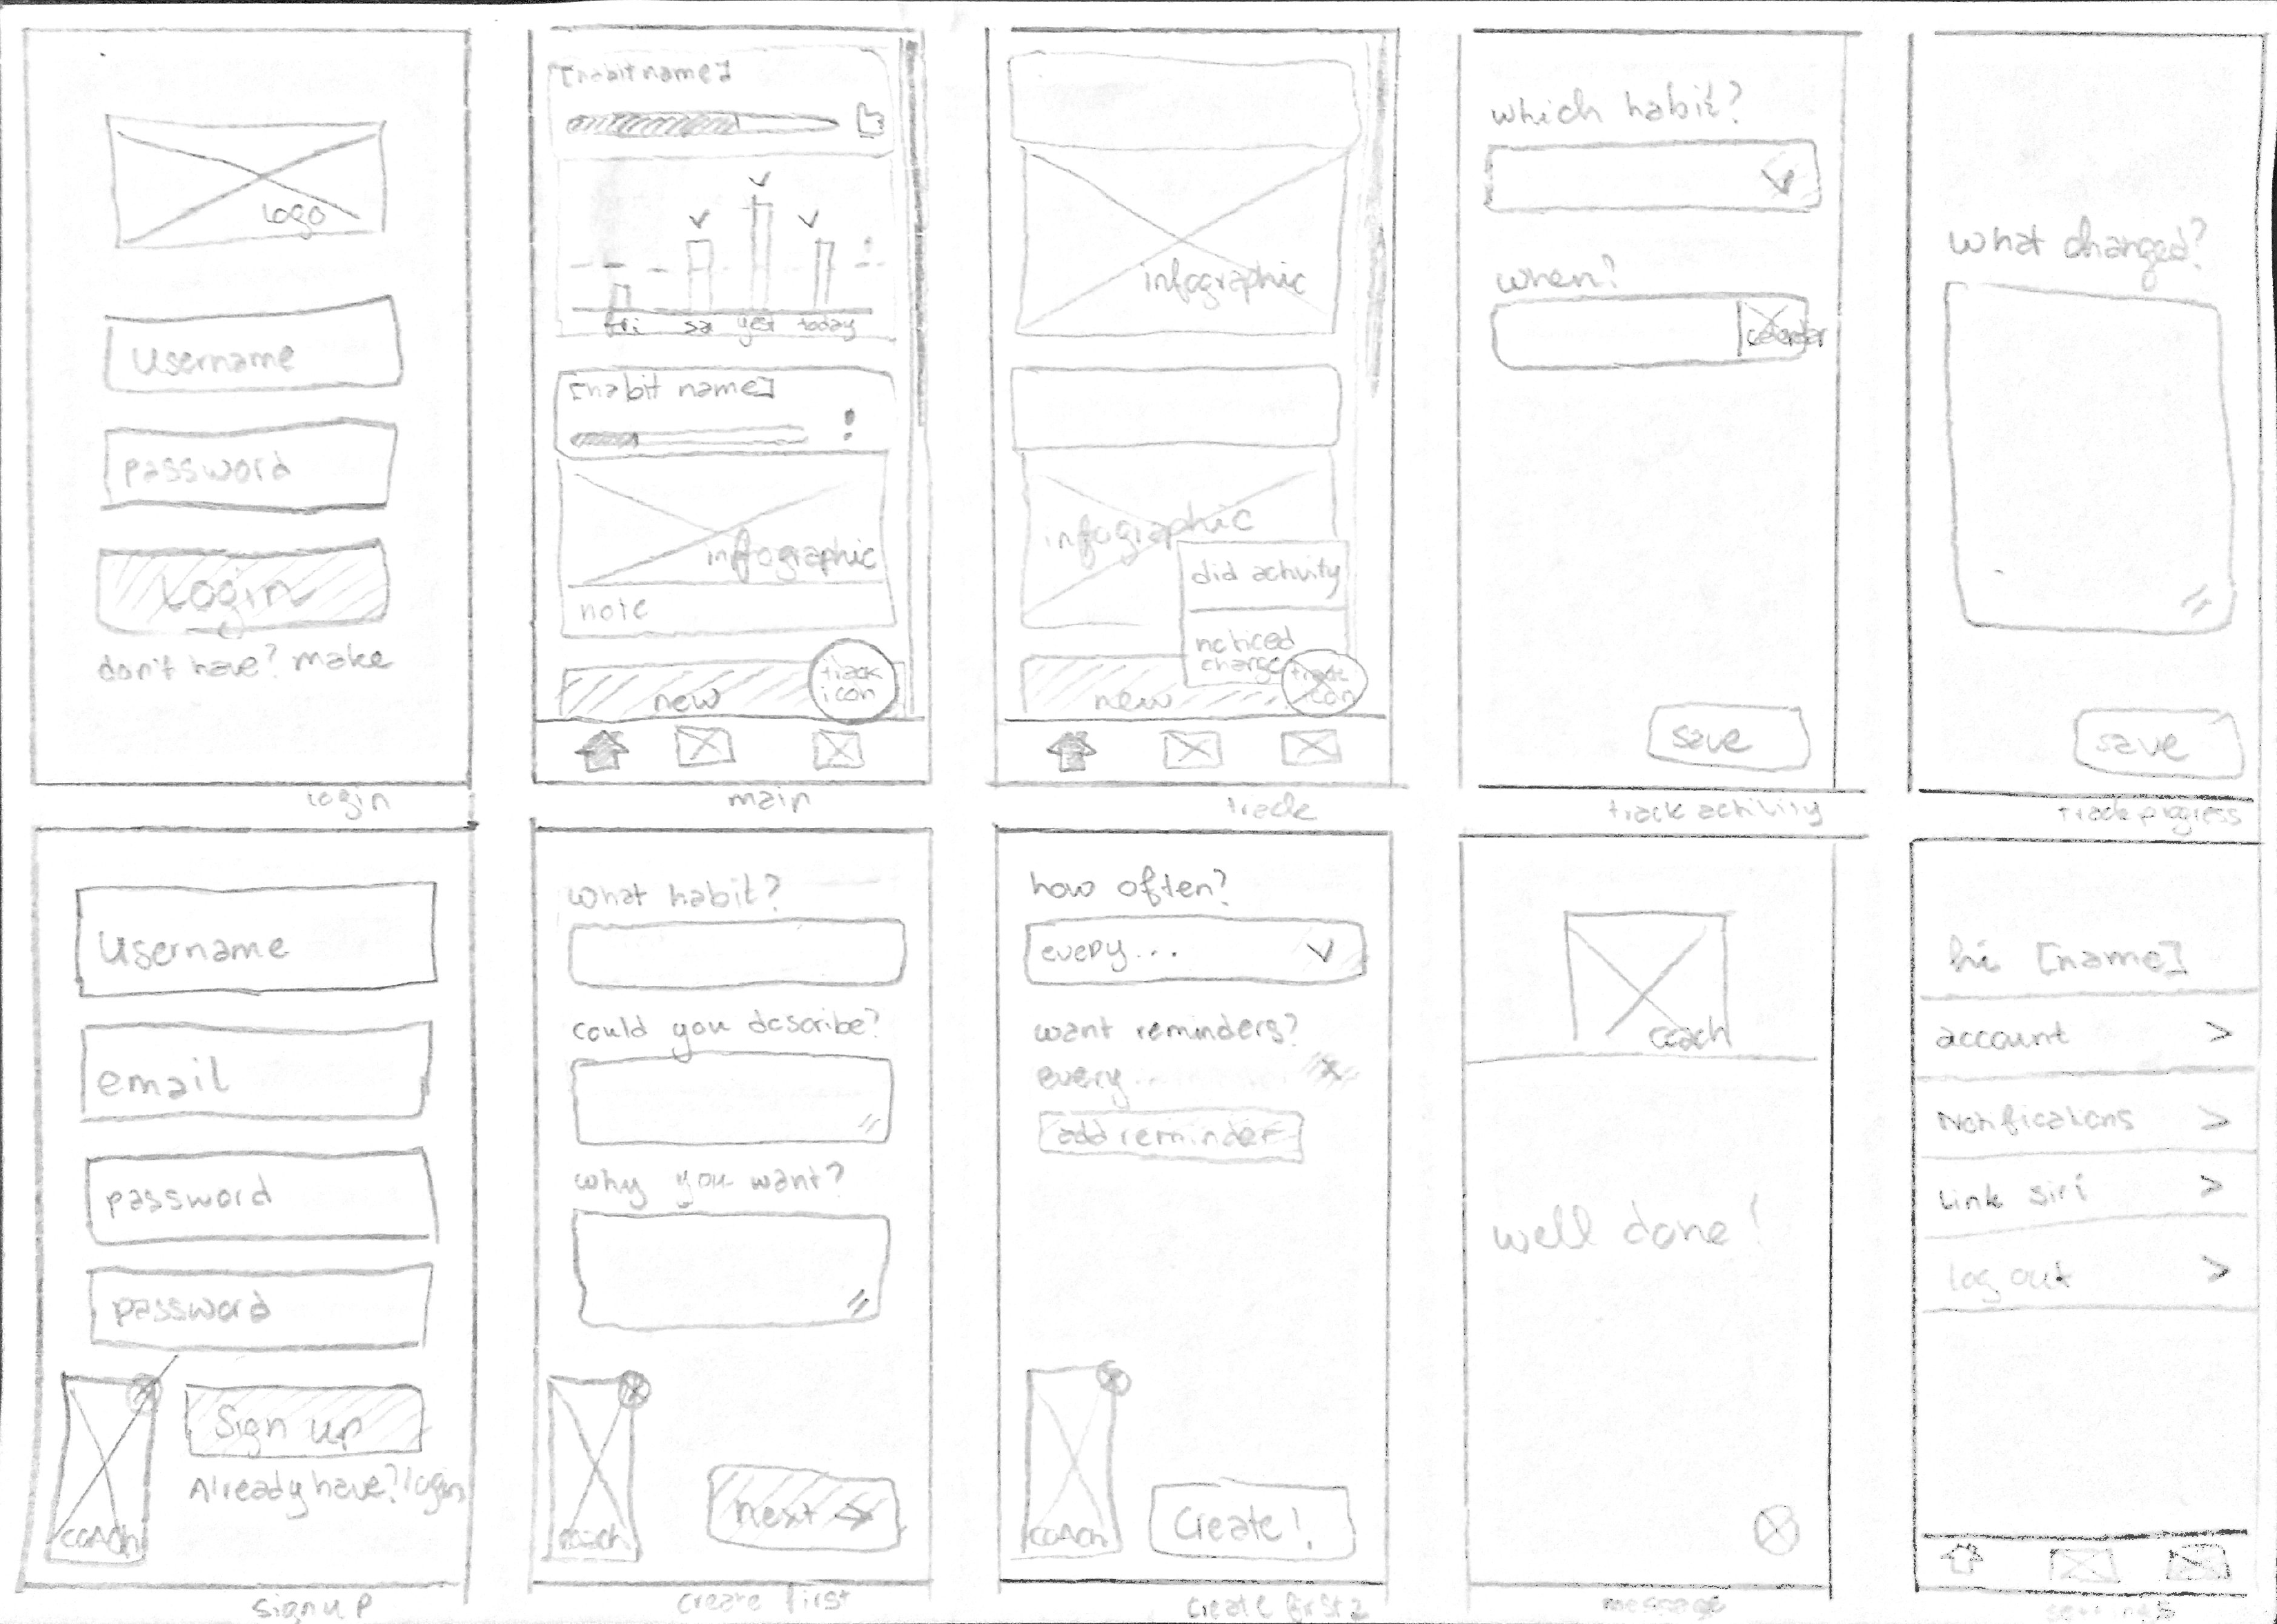 logo
username
password
Login
don't have? make
login
[habit name]
fri sa yest today
[habit name]
infographic
note
new
track
icon
main
infographic
infographic
did activity
noticed
change
new
track
icon
track
which habit?
when?
calendar
save
track activity
what changed?
save
track progress
username
email
password
password
Sign up
Already have? login
coach
signup
what habit?
could you describe?
why you want?
coach
next →
create first
how often?
every...
want reminders?
every...
add reminder
coach
Create!
create first 2
coach
well done!
message
hi [name]
account
Notifications
Link siri
log out
settings